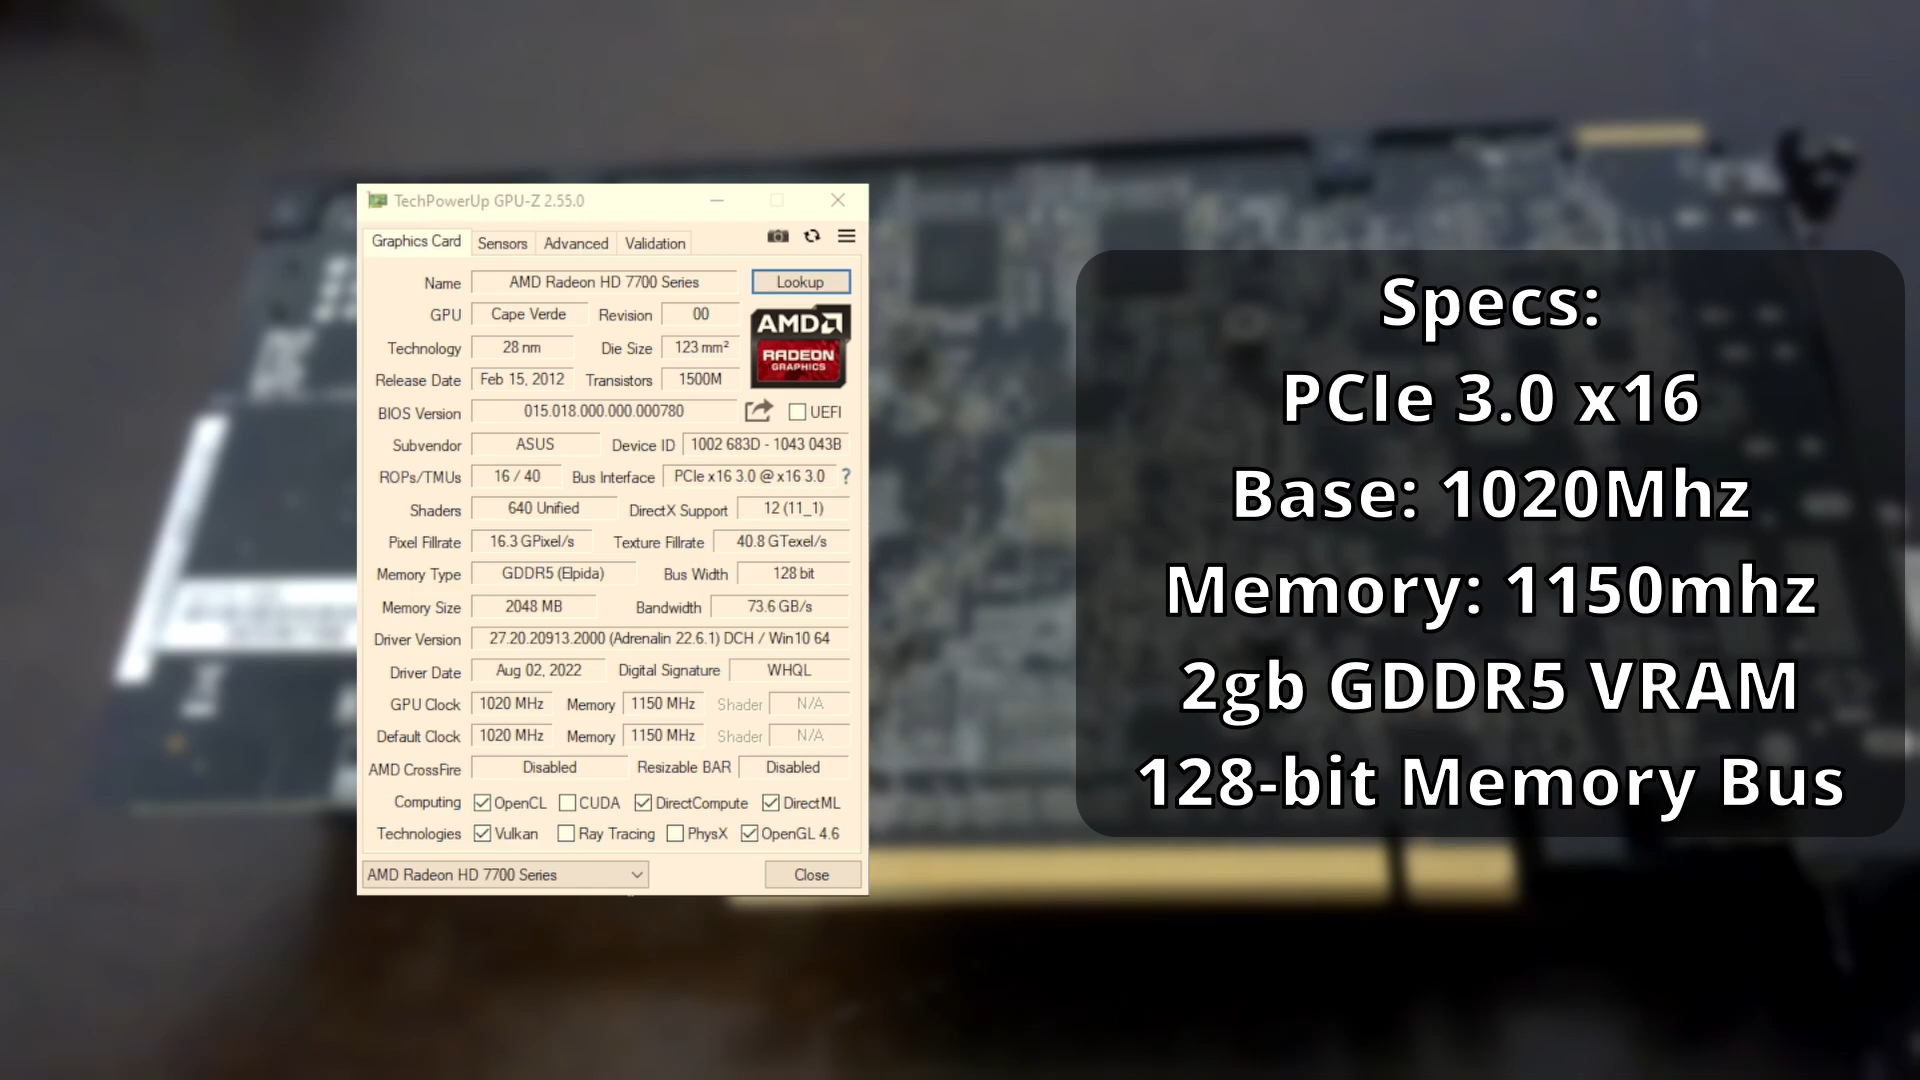 TechPowerUp GPU-Z 2.55.0
Graphics Card Sensors Advanced Validation
Name AMD Radeon HD 7700 Series Lookup
GPU Cape Verde Revision 00
AMD RADEON GRAPHICS
Technology 28 nm Die Size 123 mm²
Release Date Feb 15, 2012 Transistors 1500M
BIOS Version 015.018.000.000.000780 UEFI
Subvendor ASUS Device ID 1002 683D - 1043 043B
ROPs/TMUs 16 / 40 Bus Interface PCIe x16 3.0 @ x16 3.0 ?
Shaders 640 Unified DirectX Support 12 (11_1)
Pixel Fillrate 16.3 GPixel/s Texture Fillrate 40.8 GTexel/s
Memory Type GDDR5 (Elpida) Bus Width 128 bit
Memory Size 2048 MB Bandwidth 73.6 GB/s
Driver Version 27.20.20913.2000 (Adrenalin 22.6.1) DCH / Win10 64
Driver Date Aug 02, 2022 Digital Signature WHQL
GPU Clock 1020 MHz Memory 1150 MHz Shader N/A
Default Clock 1020 MHz Memory 1150 MHz Shader N/A
AMD CrossFire Disabled Resizable BAR Disabled
Computing OpenCL CUDA DirectCompute DirectML
Technologies Vulkan Ray Tracing PhysX OpenGL 4.6
AMD Radeon HD 7700 Series Close
Specs:
PCIe 3.0 x16
Base: 1020Mhz
Memory: 1150mhz
2gb GDDR5 VRAM
128-bit Memory Bus